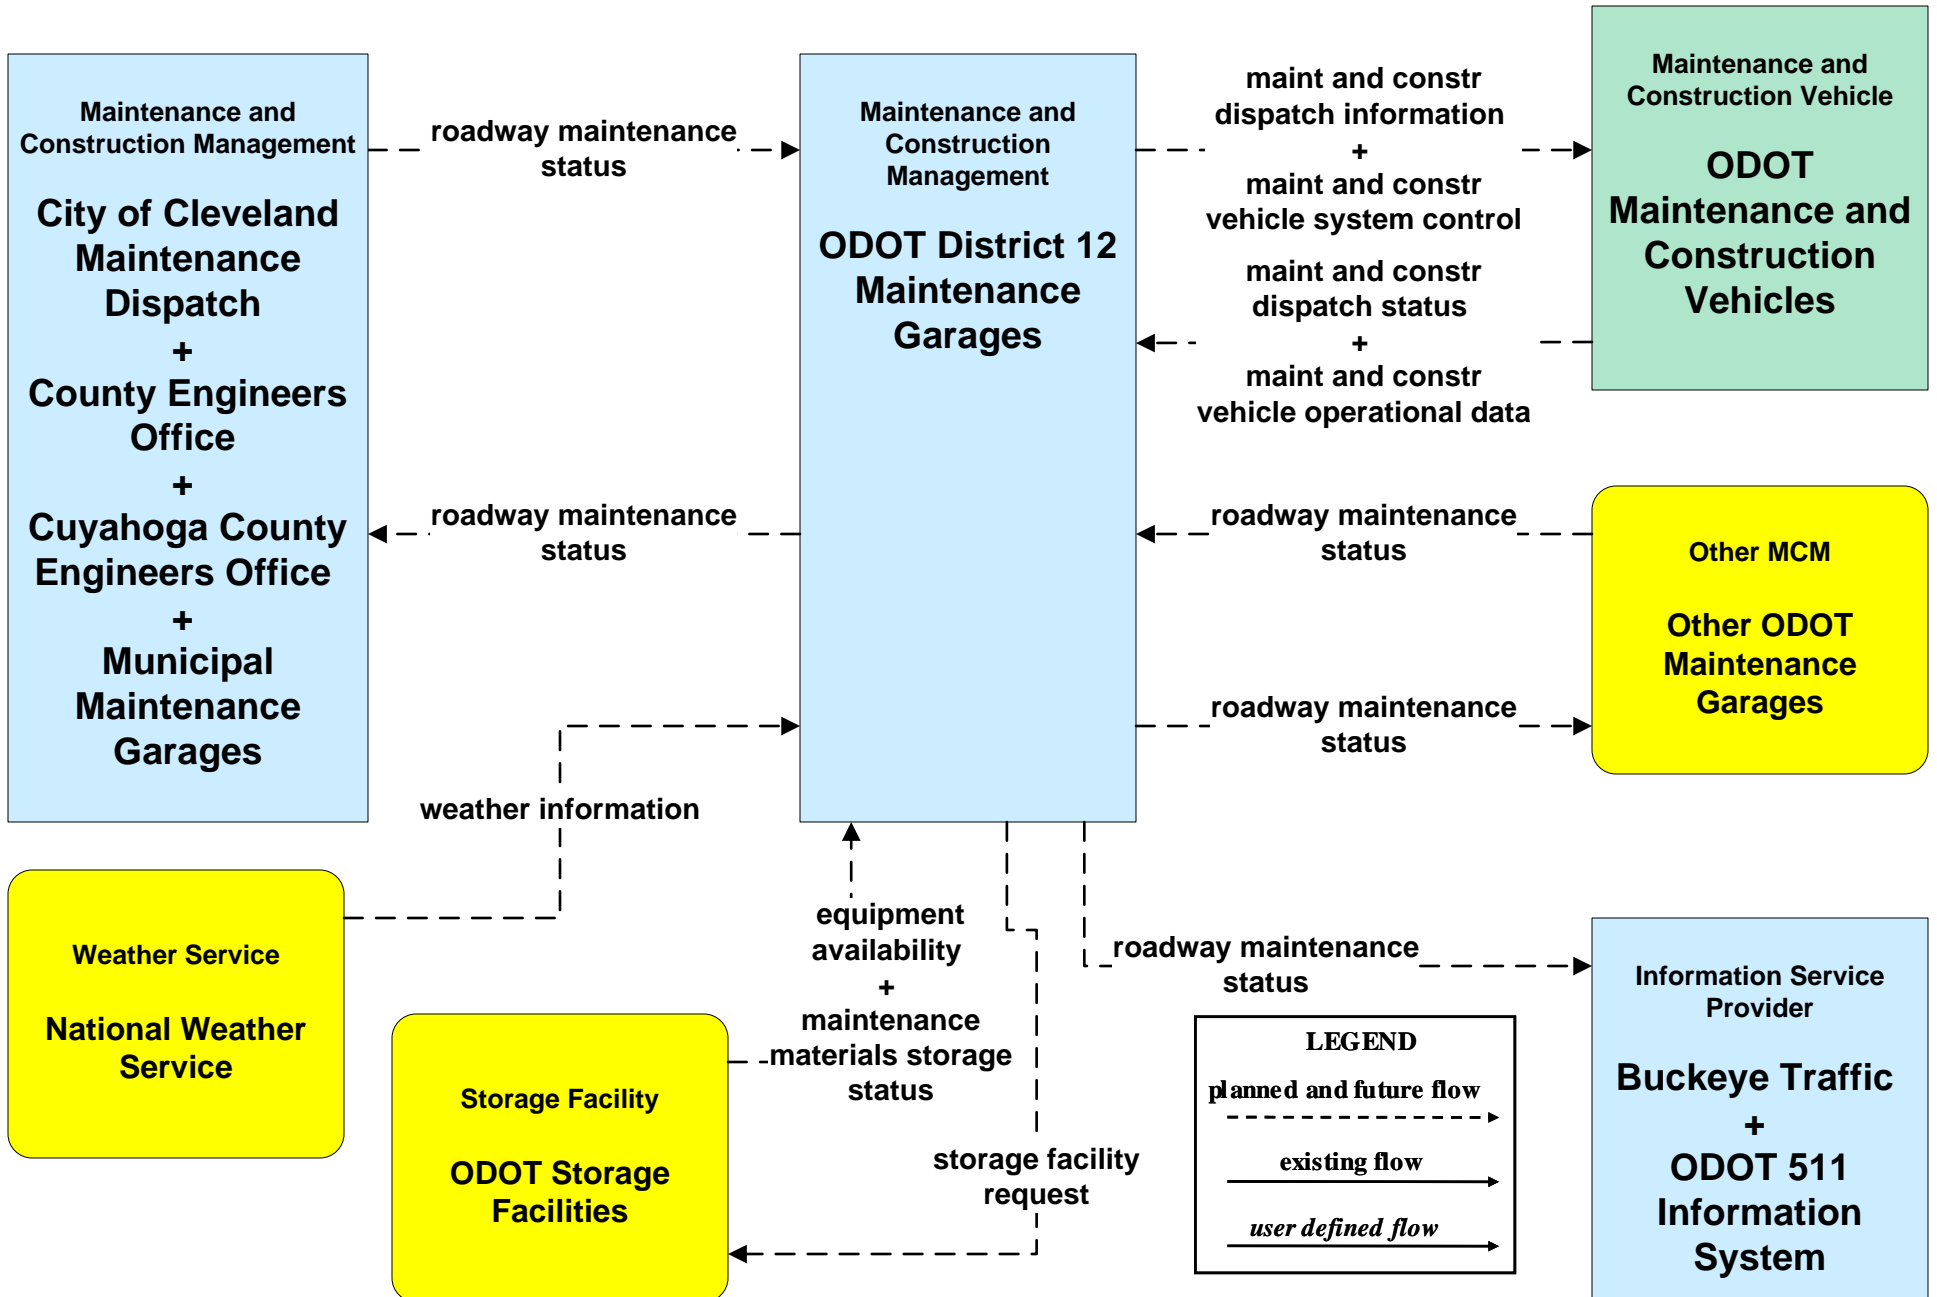 Maintenance and
Construction Management
City of Cleveland
Maintenance
Dispatch
+
County Engineers
Office
+
Cuyahoga County
Engineers Office
+
Municipal
Maintenance
Garages
roadway maintenance
status
roadway maintenance
status
weather information
Weather Service
National Weather
Service
Maintenance and
Construction
Management
ODOT District 12
Maintenance
Garages
maint and constr
dispatch information
+
maint and constr
vehicle system control
maint and constr
dispatch status
+
maint and constr
vehicle operational data
Maintenance and
Construction Vehicle
ODOT
Maintenance and
Construction
Vehicles
roadway maintenance
status
roadway maintenance
status
Other MCM
Other ODOT
Maintenance
Garages
equipment
availability
+
maintenance
materials storage
status
Storage Facility
ODOT Storage
Facilities
storage facility
request
roadway maintenance
status
Information Service
Provider
Buckeye Traffic
+
ODOT 511
Information
System
LEGEND
planned and future flow
existing flow
user defined flow